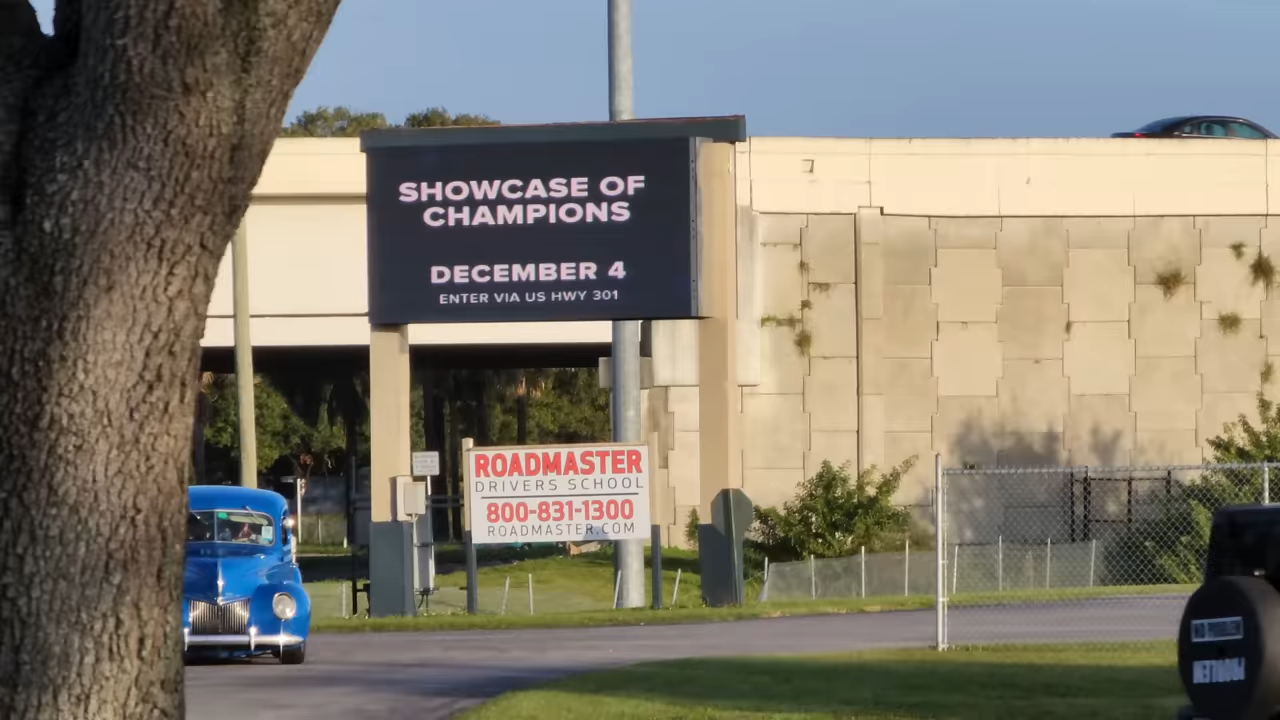 SHOWCASE OF
CHAMPIONS
DECEMBER 4
ENTER VIA US HWY 301
ROADMASTER
DRIVERS SCHOOL
800-831-1300
ROADMASTER.COM